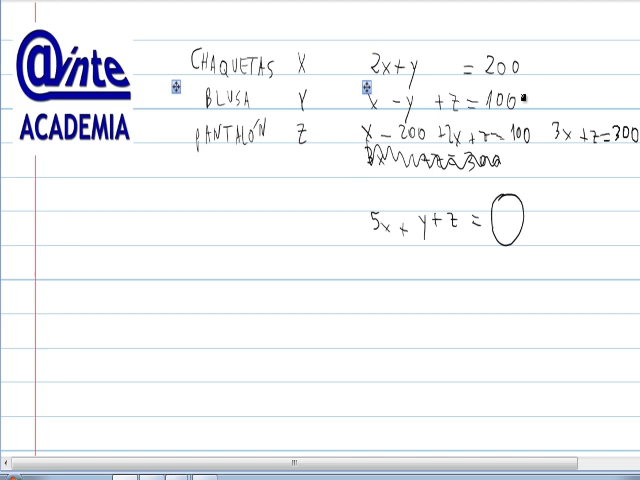 @inte
ACADEMIA
CHAQUETAS X 2x+y = 200
BLUSA Y x - y + z = 100
PANTALÓN Z x - 200 + 2x + z = 100 3x + z = 300
5x + y + z =